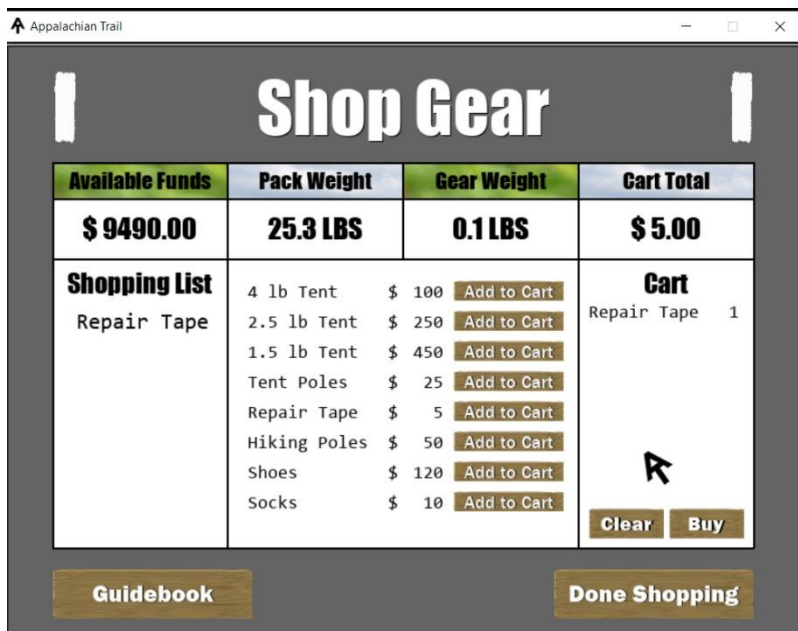 Appalachian Trail
Shop Gear
Available Funds Pack Weight Gear Weight Cart Total
$ 9490.00 25.3 LBS 0.1 LBS $ 5.00
Shopping List
Repair Tape
4 lb Tent $ 100 Add to Cart
2.5 lb Tent $ 250 Add to Cart
1.5 lb Tent $ 450 Add to Cart
Tent Poles $ 25 Add to Cart
Repair Tape $ 5 Add to Cart
Hiking Poles $ 50 Add to Cart
Shoes $ 120 Add to Cart
Socks $ 10 Add to Cart
Cart
Repair Tape 1
Clear Buy
Guidebook Done Shopping